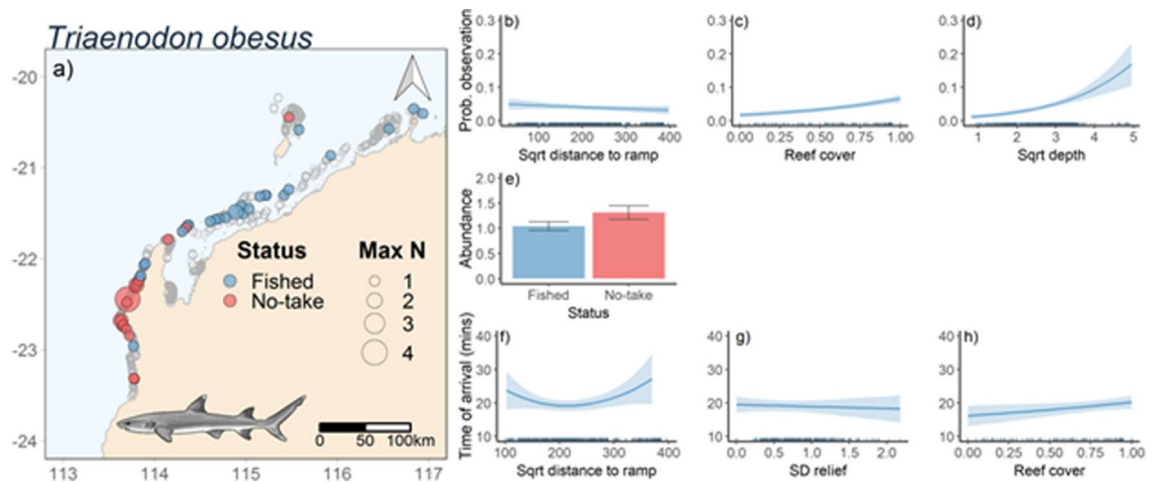 Triaenodon obesus
a)
-20
-21
-22
-23
-24
113 114 115 116 117
Status
Fished
No-take
Max N
1
2
3
4
0 50 100km
b)
Prob. observation
0.3
0.2
0.1
0.0
100 200 300 400
Sqrt distance to ramp
c)
0.3
0.2
0.1
0.0
0.00 0.25 0.50 0.75 1.00
Reef cover
d)
0.3
0.2
0.1
0.0
1 2 3 4 5
Sqrt depth
e)
Abundance
2.0
1.5
1.0
0.5
0.0
Fished No-take
Status
f)
Time of arrival (mins)
40
30
20
10
100 200 300 400
Sqrt distance to ramp
g)
40
30
20
10
0.0 0.5 1.0 1.5 2.0
SD relief
h)
40
30
20
10
0.00 0.25 0.50 0.75 1.00
Reef cover